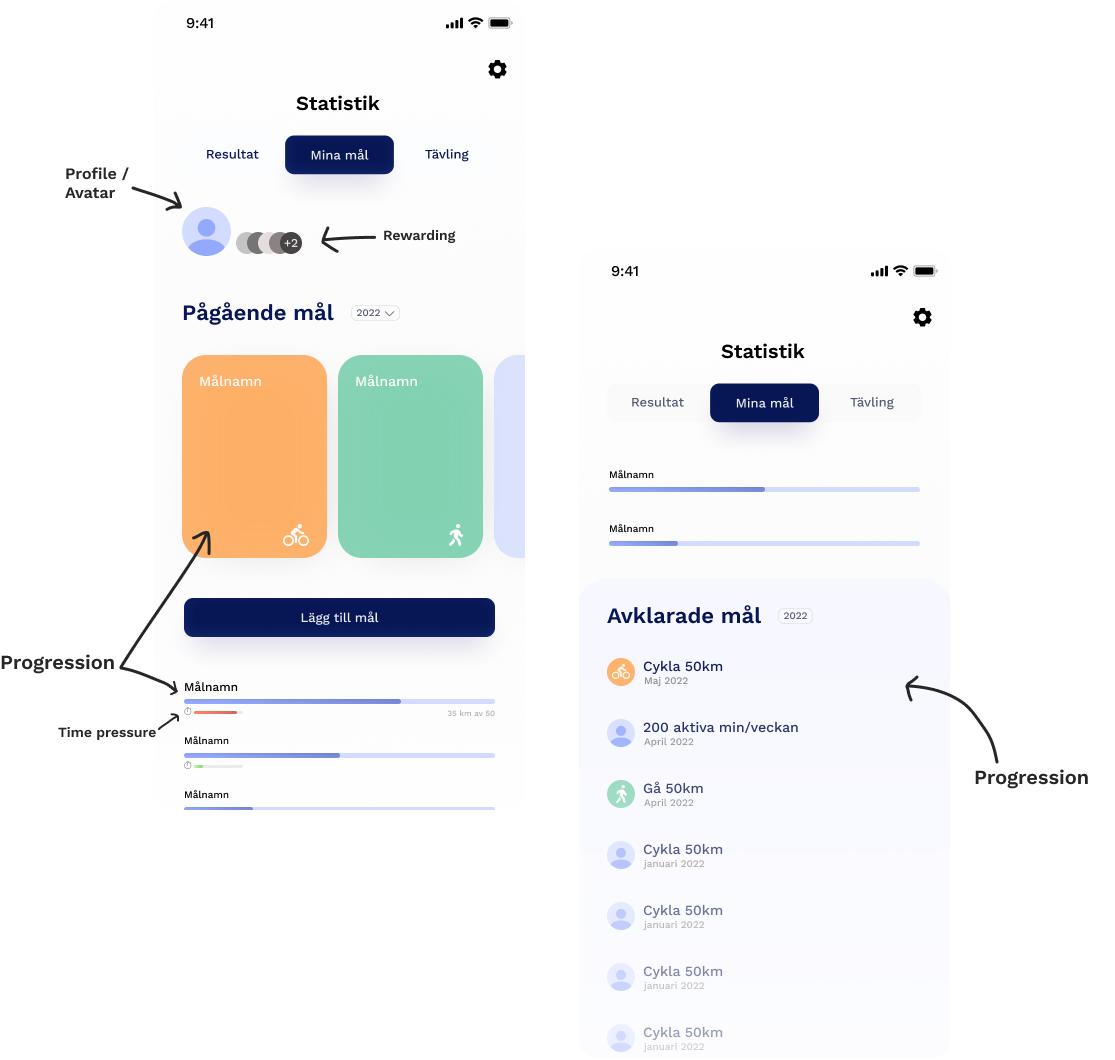 9:41
Statistik
Resultat
Mina mål
Tävling
Profile /
Avatar
+2
Rewarding
Pågående mål
2022
Målnamn
Målnamn
Lägg till mål
Progression
Målnamn
35 km av 50
Time pressure
Målnamn
Målnamn
9:41
Statistik
Resultat
Mina mål
Tävling
Målnamn
Målnamn
Avklarade mål
2022
Cykla 50km
Maj 2022
200 aktiva min/veckan
April 2022
Progression
Gå 50km
April 2022
Cykla 50km
januari 2022
Cykla 50km
januari 2022
Cykla 50km
januari 2022
Cykla 50km
januari 2022